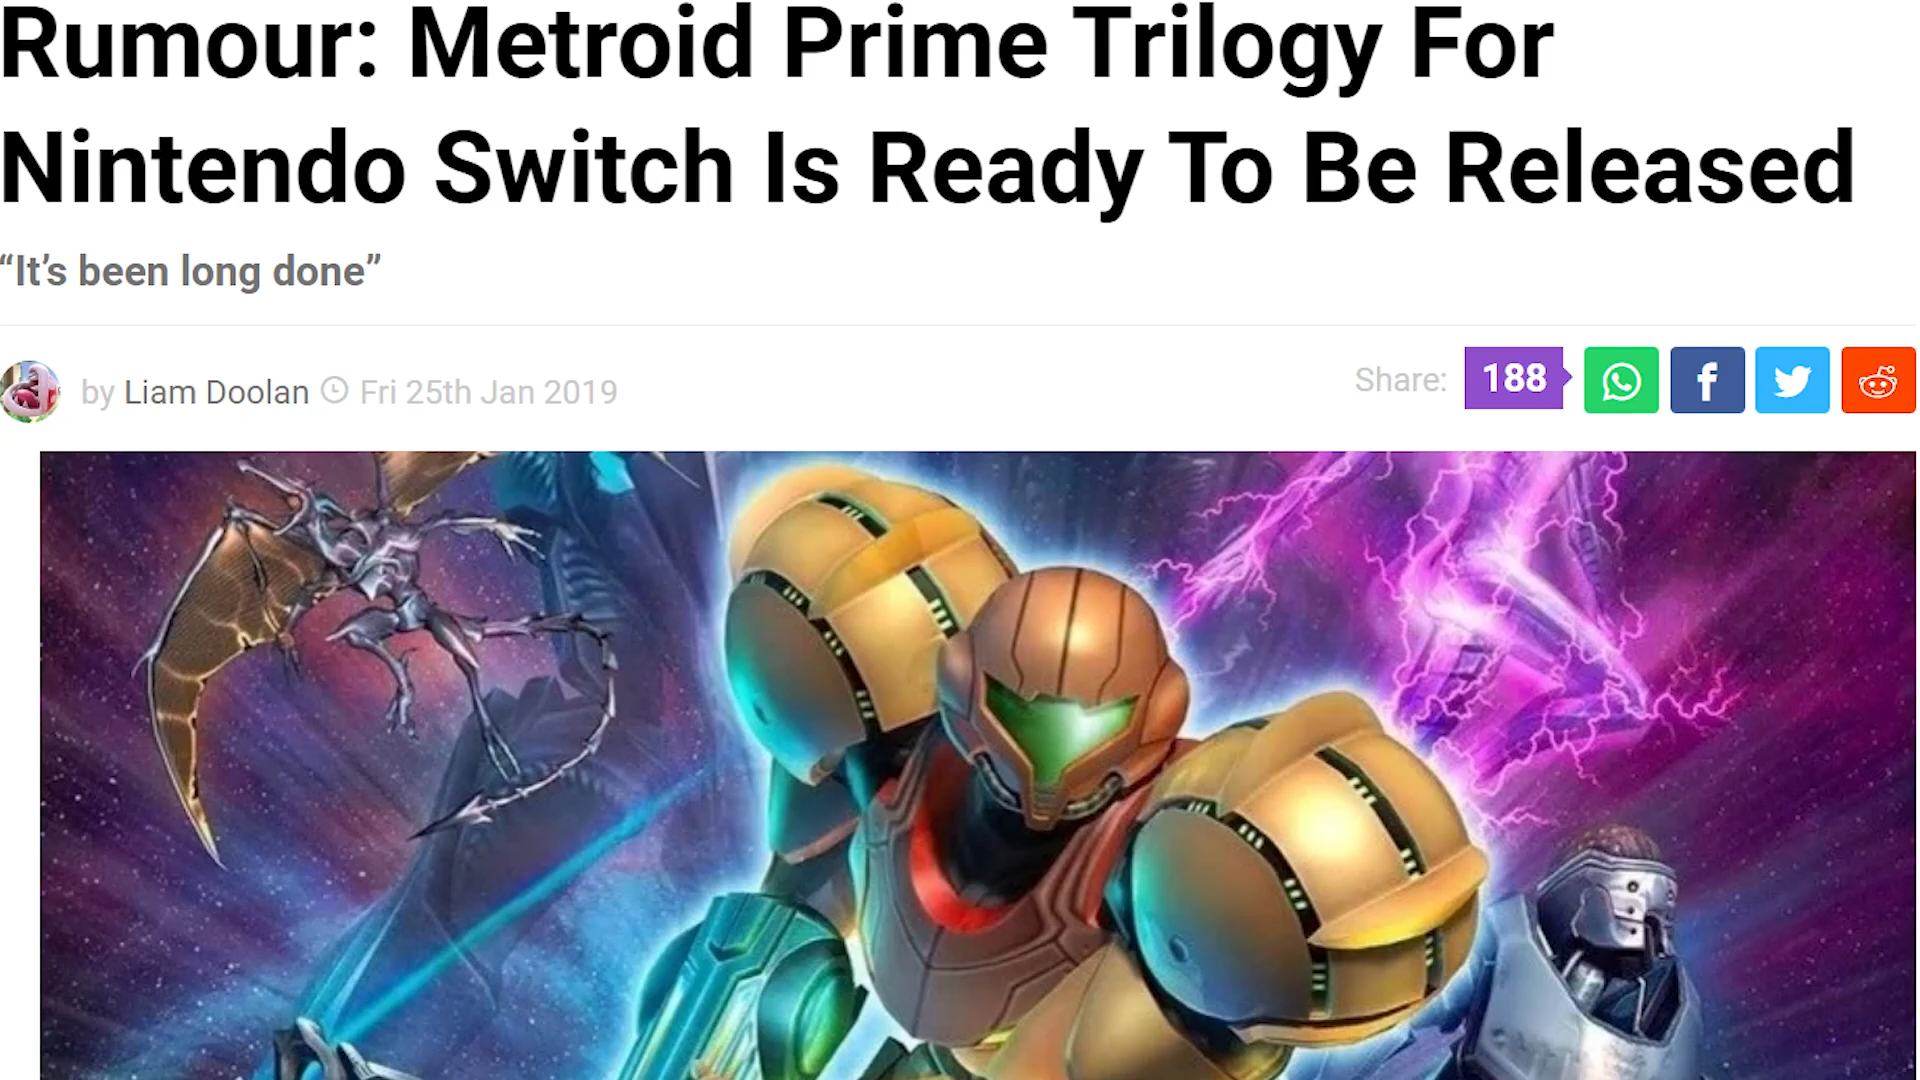 Rumour: Metroid Prime Trilogy For
Nintendo Switch Is Ready To Be Released
“It’s been long done”
by Liam Doolan Fri 25th Jan 2019
Share: 188